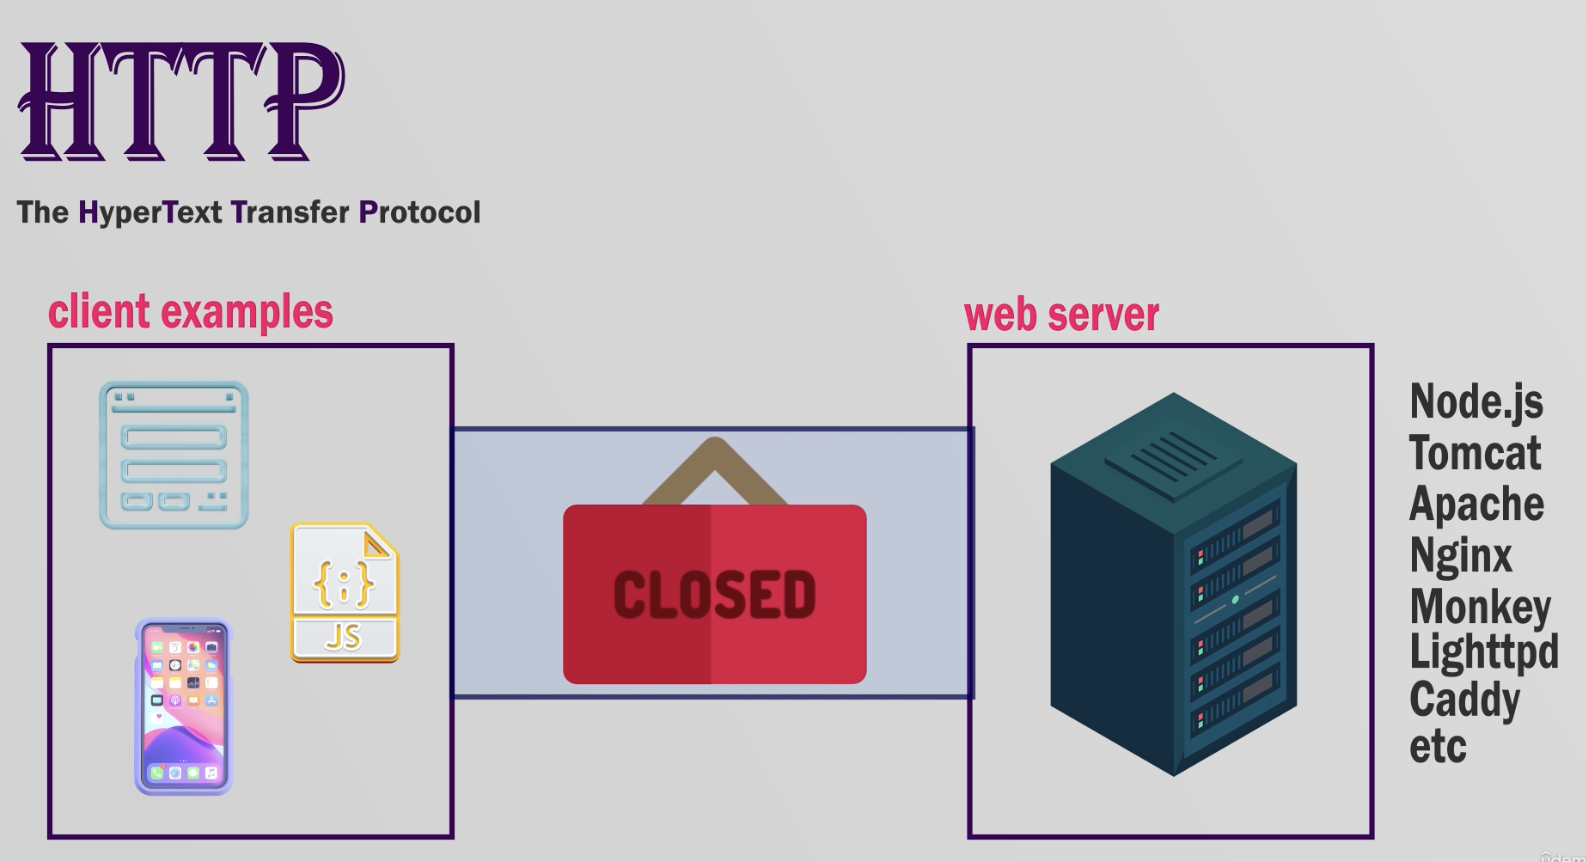 HTTP
The HyperText Transfer Protocol
client examples
web server
{;}
JS
CLOSED
Node.js
Tomcat
Apache
Nginx
Monkey
Lighttpd
Caddy
etc